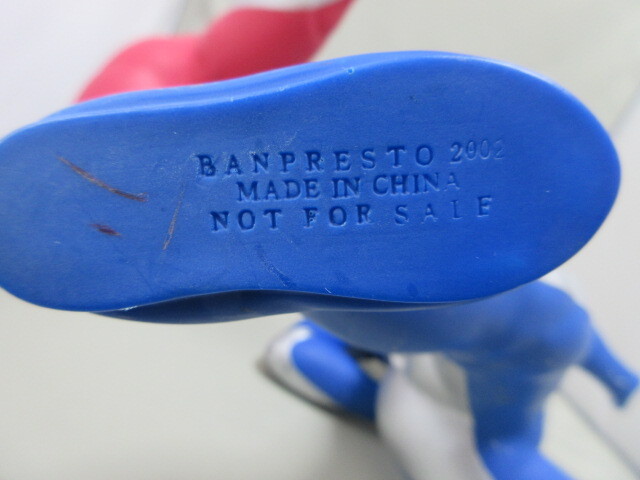 BANPRESTO 2002
MADE IN CHINA
NOT FOR SALE